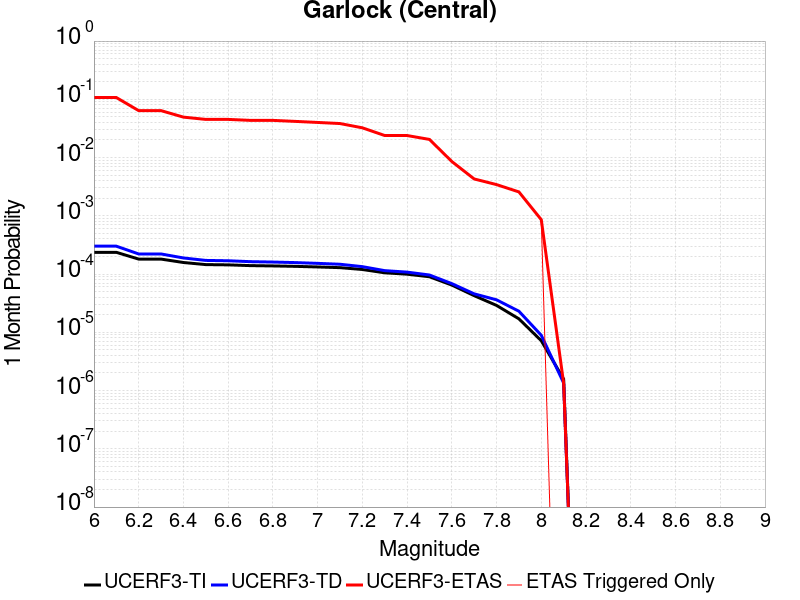 Garlock (Central)
10^0
10^-1
10^-2
10^-3
10^-4
10^-5
10^-6
10^-7
10^-8
1 Month Probability
6 6.2 6.4 6.6 6.8 7 7.2 7.4 7.6 7.8 8 8.2 8.4 8.6 8.8 9
Magnitude
UCERF3-TI UCERF3-TD UCERF3-ETAS ETAS Triggered Only